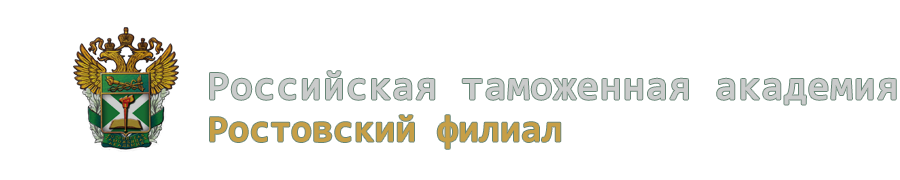 Российская таможенная академия
Ростовский филиал